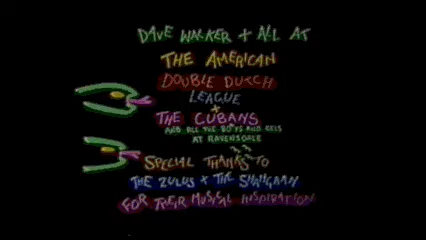 DAVE WALKER + ALL AT
THE AMERICAN
DOUBLE DUTCH
LEAGUE
+
THE CUBANS
AND ALL THE BOYS AND GELS
AT RAVENSDALE
SPECIAL THANKS TO
THE ZULUS + THE SHANGAAN
FOR THEIR MUSICAL INSPIRATION